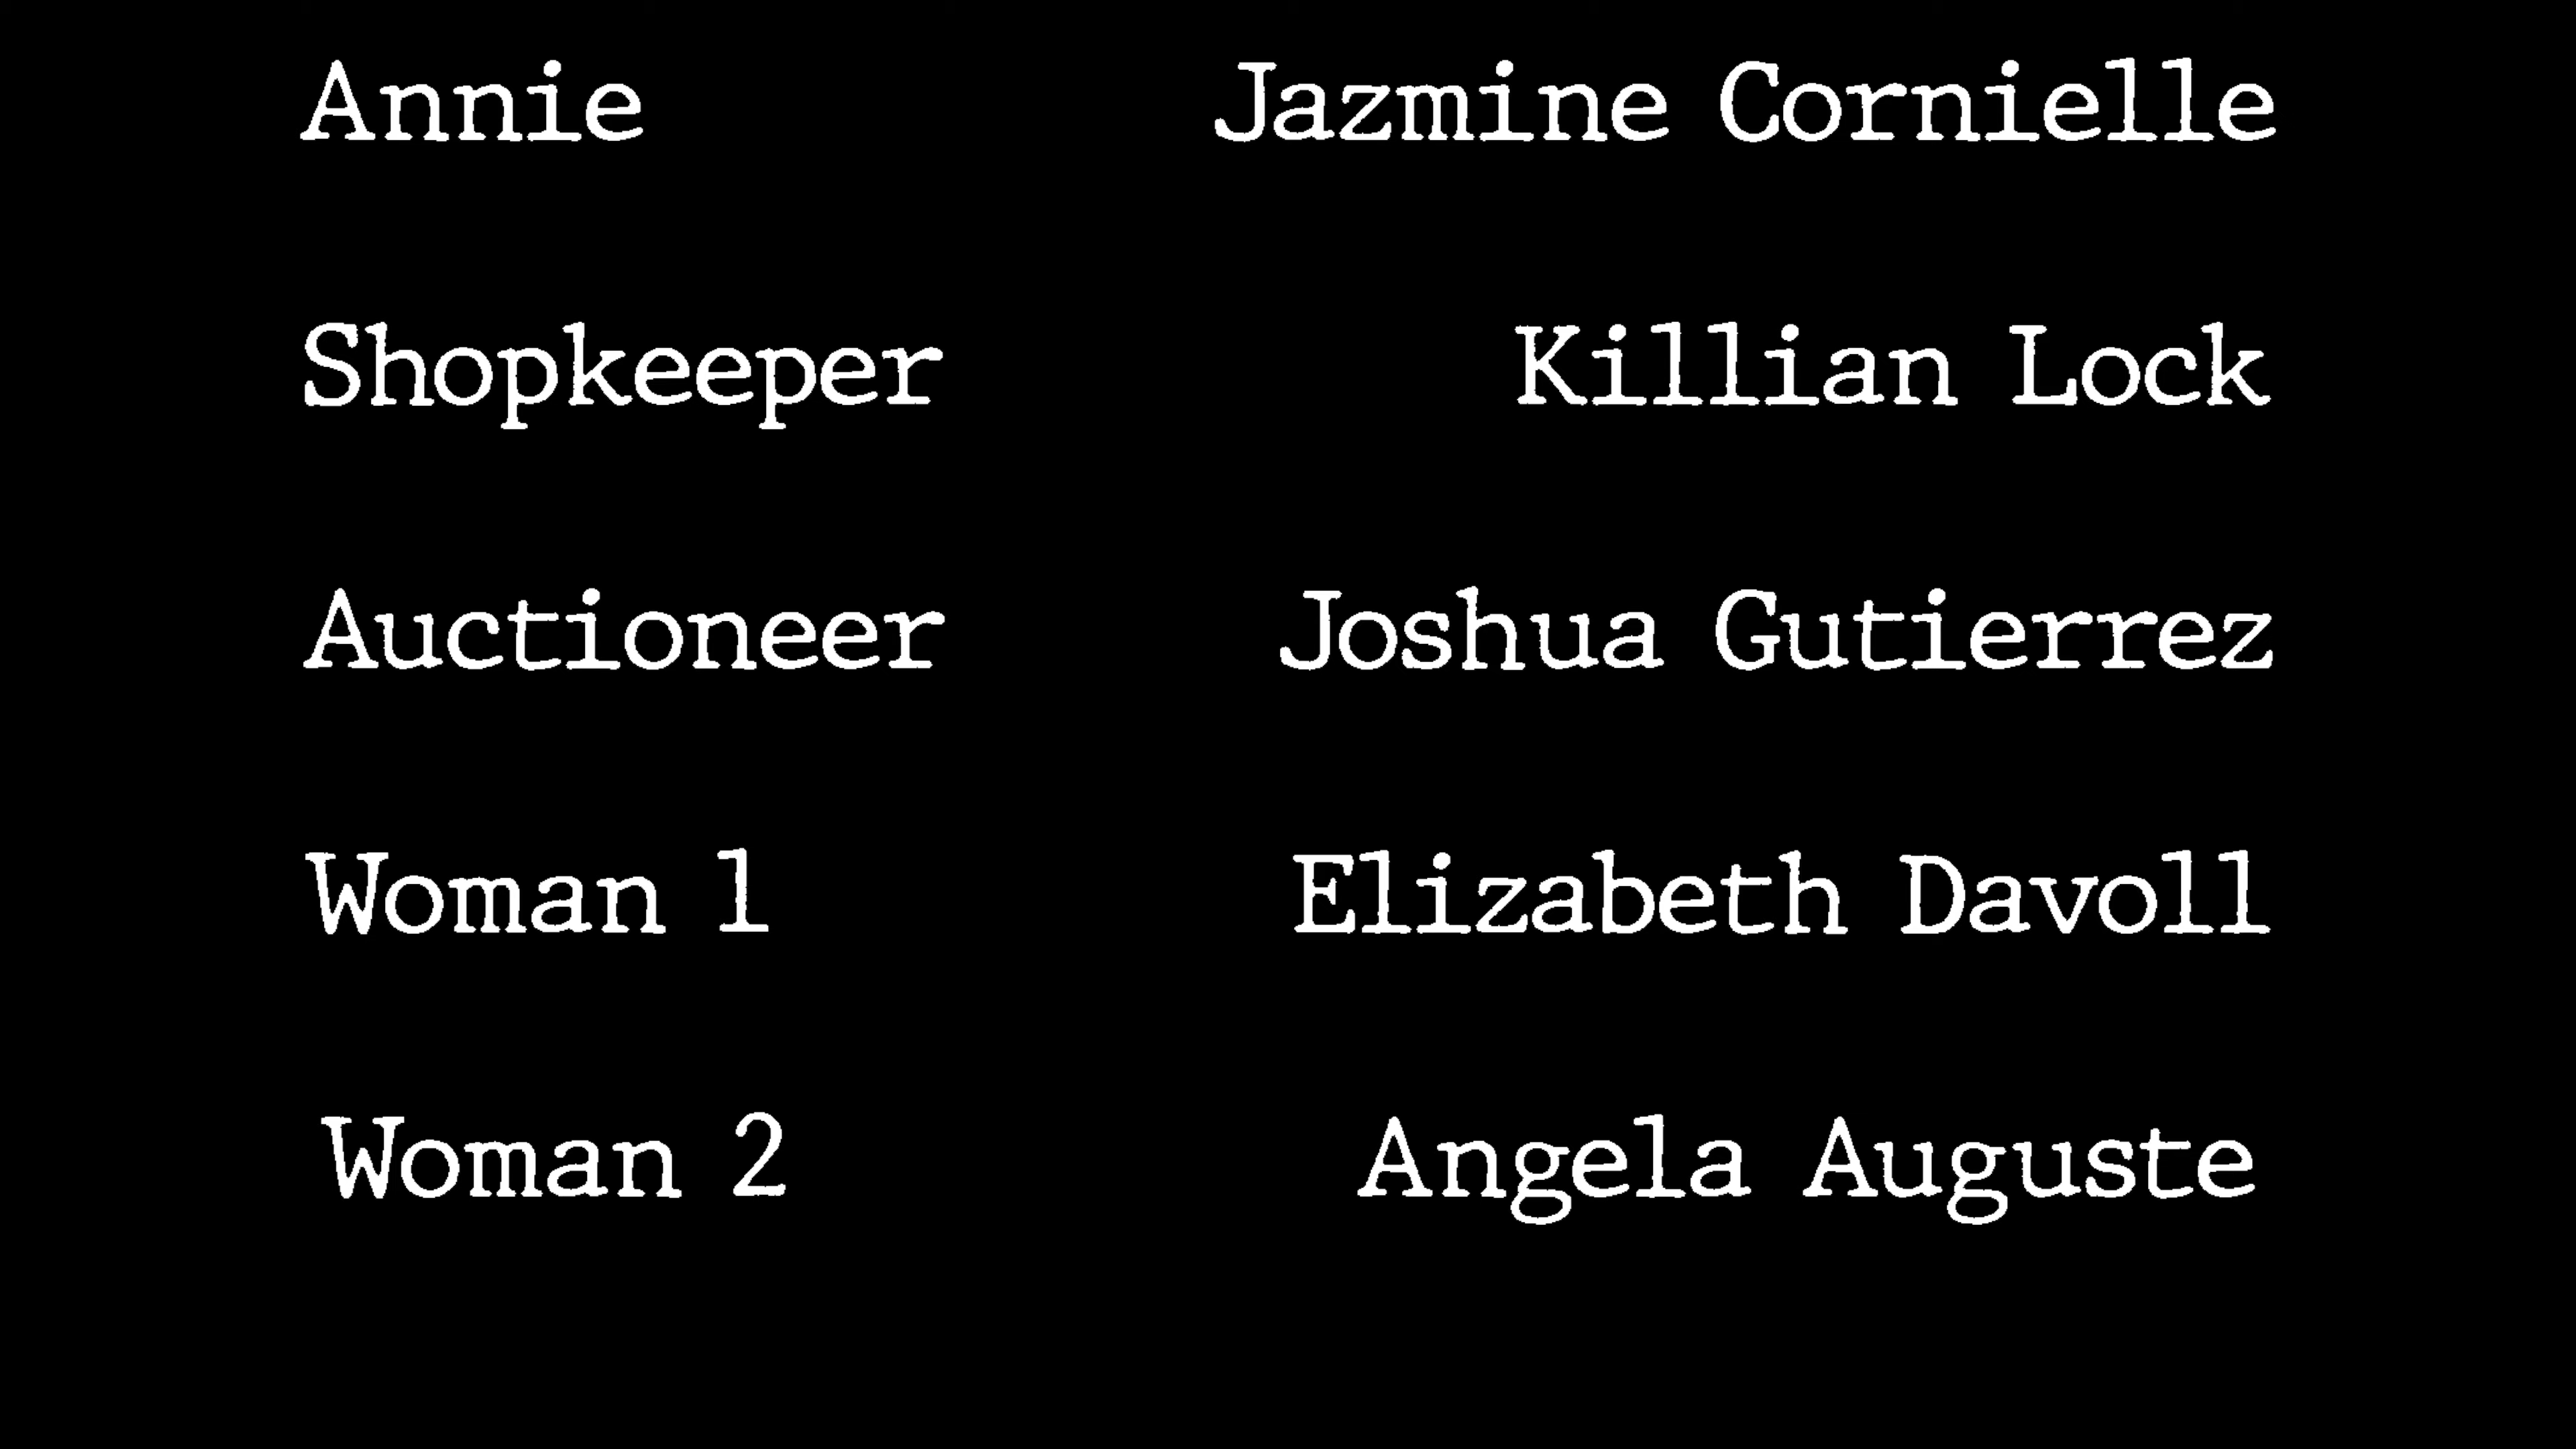 Annie Jazmine Cornielle
Shopkeeper Killian Lock
Auctioneer Joshua Gutierrez
Woman 1 Elizabeth Davoll
Woman 2 Angela Auguste